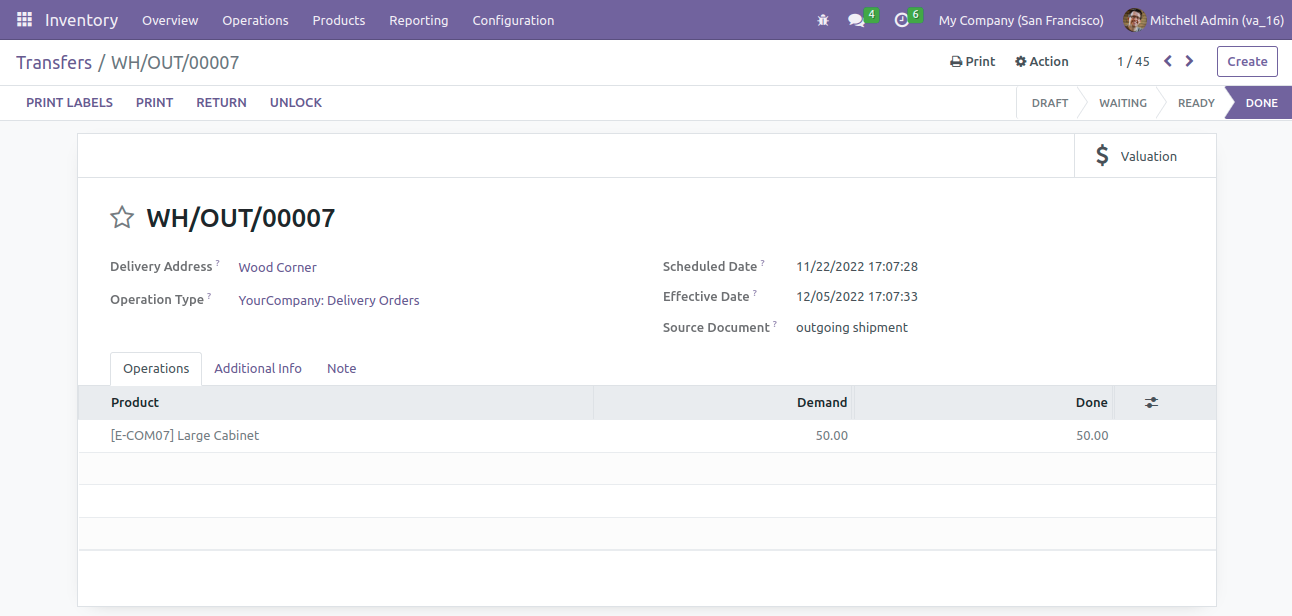 Inventory Overview Operations Products Reporting Configuration 4 6 My Company (San Francisco) Mitchell Admin (va_16)
Transfers / WH/OUT/00007 Print Action 1 / 45 Create
PRINT LABELS PRINT RETURN UNLOCK DRAFT WAITING READY DONE
$ Valuation
WH/OUT/00007
Delivery Address ? Wood Corner Scheduled Date ? 11/22/2022 17:07:28
Operation Type ? YourCompany: Delivery Orders Effective Date ? 12/05/2022 17:07:33
Source Document ? outgoing shipment
Operations Additional Info Note
Product Demand Done
[E-COM07] Large Cabinet 50.00 50.00